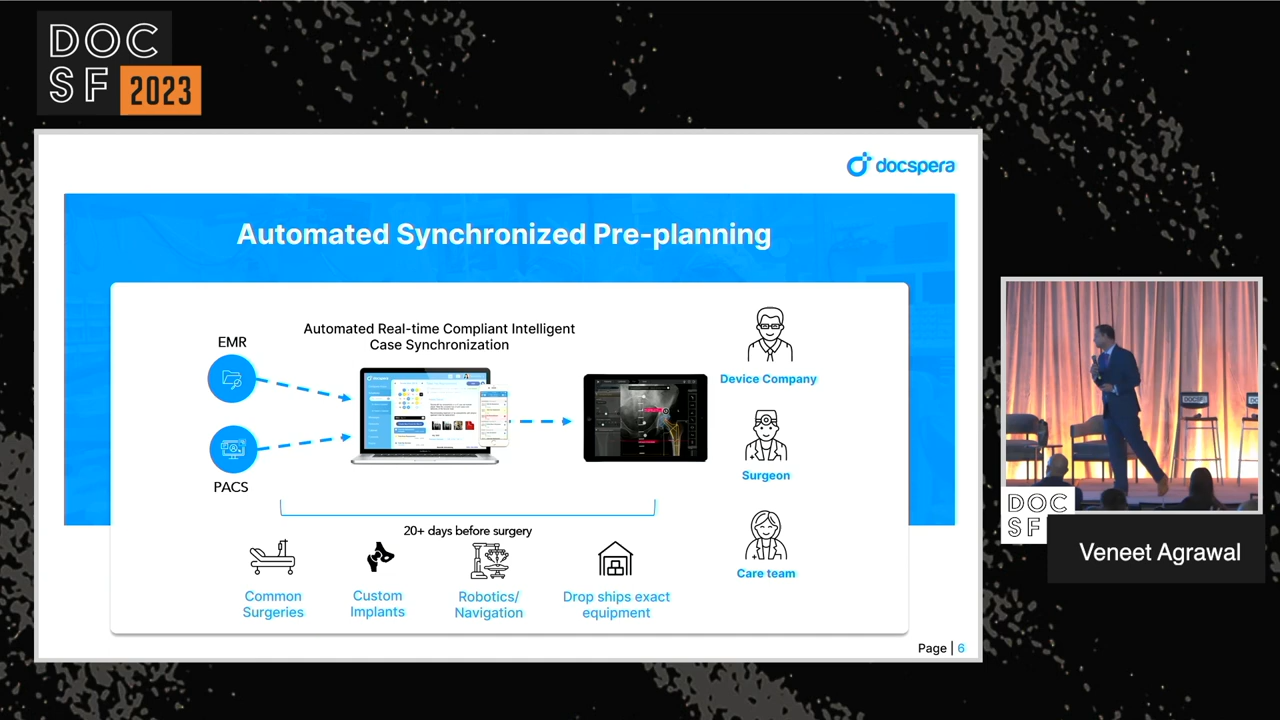 DOC
SF 2023
docspera
Automated Synchronized Pre-planning
EMR
PACS
Automated Real-time Compliant Intelligent
Case Synchronization
20+ days before surgery
Common
Surgeries
Custom
Implants
Robotics/
Navigation
Drop ships exact
equipment
Device Company
Surgeon
Care team
Page | 6
DOC
SF
Veneet Agrawal